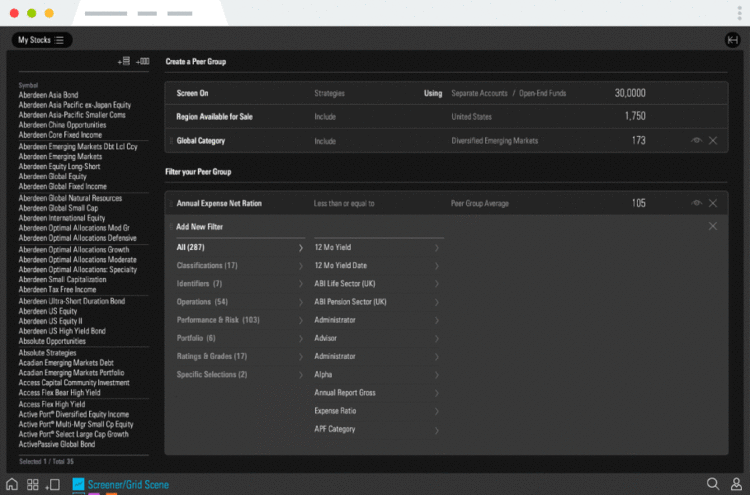 My Stocks
Symbol
Aberdeen Asia Bond
Aberdeen Asia Pacific ex-Japan Equity
Aberdeen Asia-Pacific Smaller Coms
Aberdeen China Opportunities
Aberdeen Core Fixed Income
Aberdeen Emerging Markets Dbt Lcl Ccy
Aberdeen Emerging Markets
Aberdeen Equity Long-Short
Aberdeen Global Equity
Aberdeen Global Fixed Income
Aberdeen Global Natural Resources
Aberdeen Global Small Cap
Aberdeen International Equity
Aberdeen Optimal Allocations Mod Gr
Aberdeen Optimal Allocations Defensive
Aberdeen Optimal Allocations Growth
Aberdeen Optimal Allocations Moderate
Aberdeen Optimal Allocations: Specialty
Aberdeen Small Capitalization
Aberdeen Tax Free Income
Aberdeen Ultra-Short Duration Bond
Aberdeen US Equity
Aberdeen US Equity II
Aberdeen US High Yield Bond
Absolute Opportunities
Absolute Strategies
Acadian Emerging Markets Debt
Acadian Emerging Markets Portfolio
Access Capital Community Investment
Access Flex Bear High Yield
Access Flex High Yield
Active Port® Diversified Equity Income
Active Port® Multi-Mgr Small Cp Equity
Active Port® Select Large Cap Growth
ActivePassive Global Bond
Selected 1 / Total 35
Create a Peer Group
Screen On Strategies Using Separate Accounts / Open-End Funds 30,0000
Region Available for Sale Include United States 1,750
Global Category Include Diversified Emerging Markets 173
Filter your Peer Group
Annual Expense Net Ration Less than or equal to Peer Group Average 105
Add New Filter
All (287) 12 Mo Yield
Classifications (17) 12 Mo Yield Date
Identifiers (7) ABI Life Sector (UK)
Operations (54) ABI Pension Sector (UK)
Performance & Risk (103) Administrator
Portfolio (6) Advisor
Ratings & Grades (17) Administrator
Specific Selections (2) Alpha
Annual Report Gross
Expense Ratio
APF Category
Screener/Grid Scene